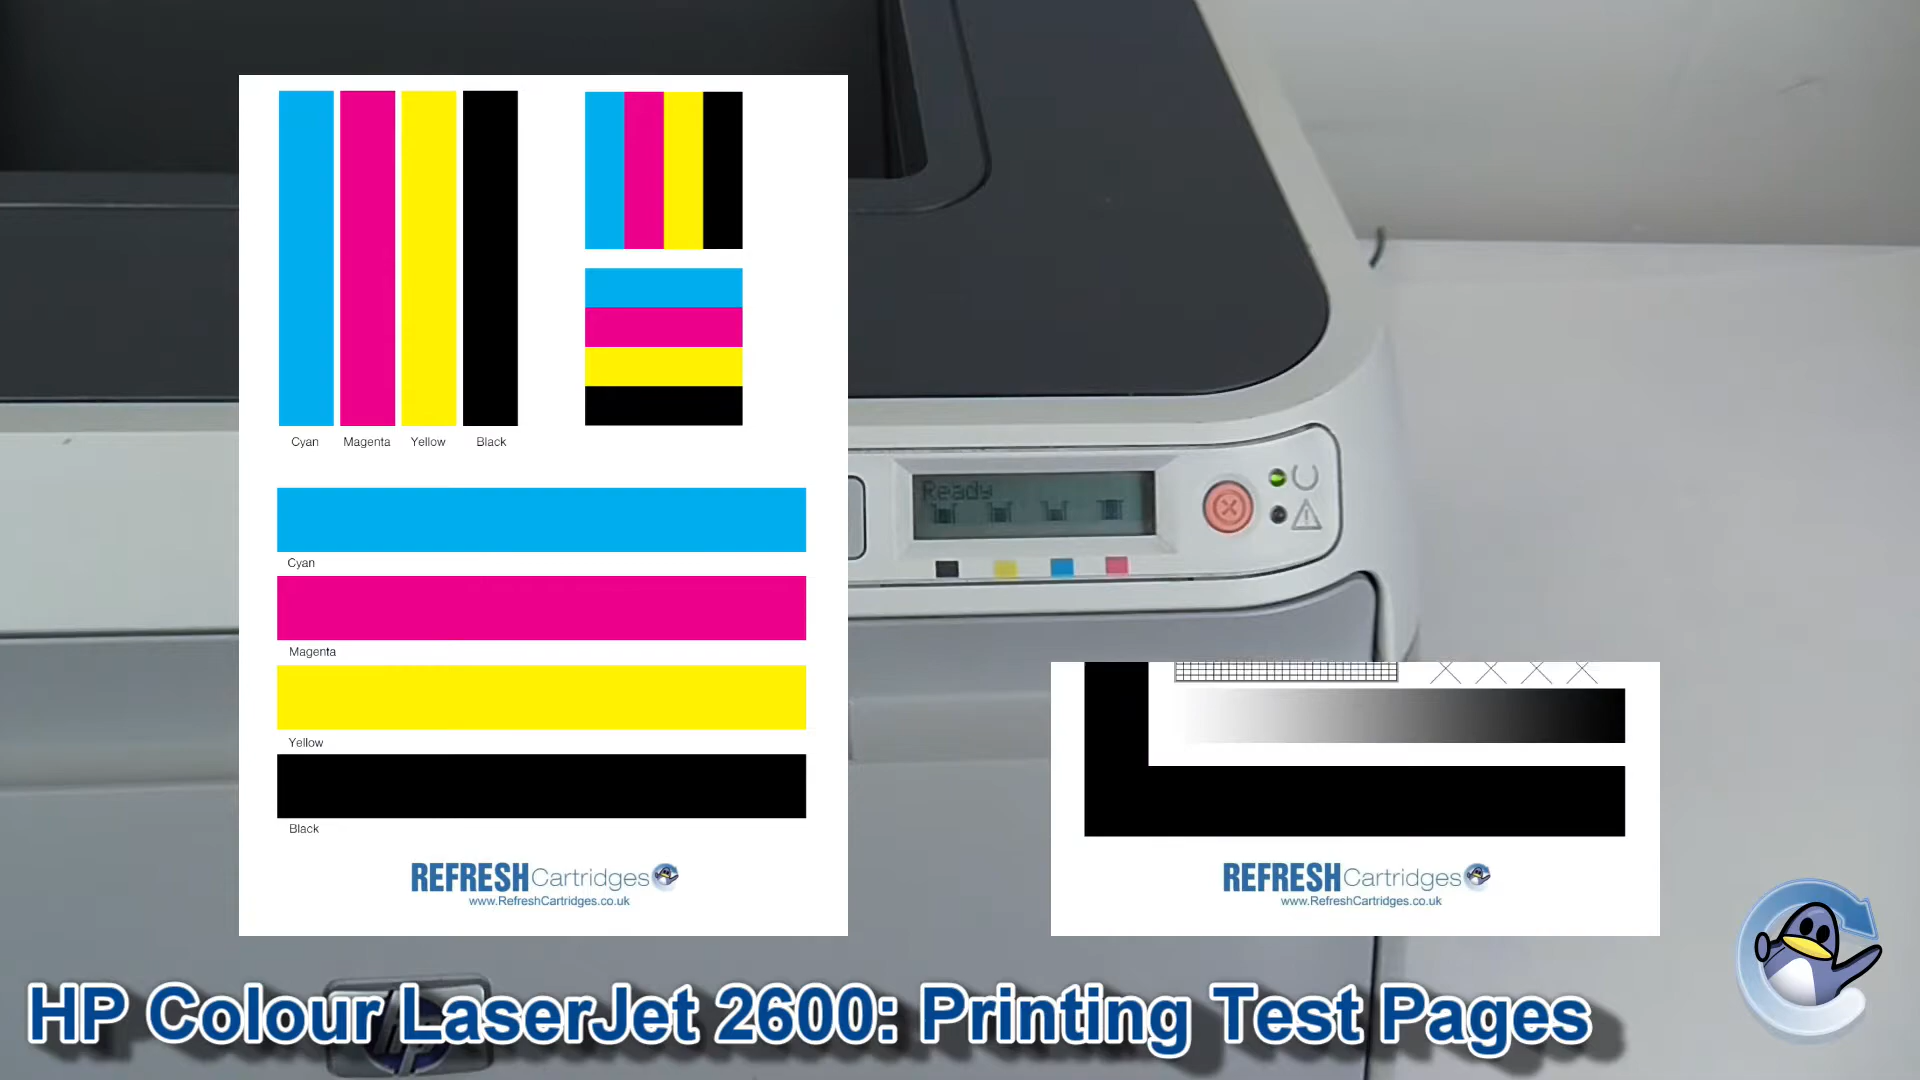 Cyan Magenta Yellow Black
Cyan
Magenta
Yellow
Black
REFRESHCartridges
www.RefreshCartridges.co.uk
Ready
REFRESHCartridges
www.RefreshCartridges.co.uk
hp
HP Colour LaserJet 2600: Printing Test Pages